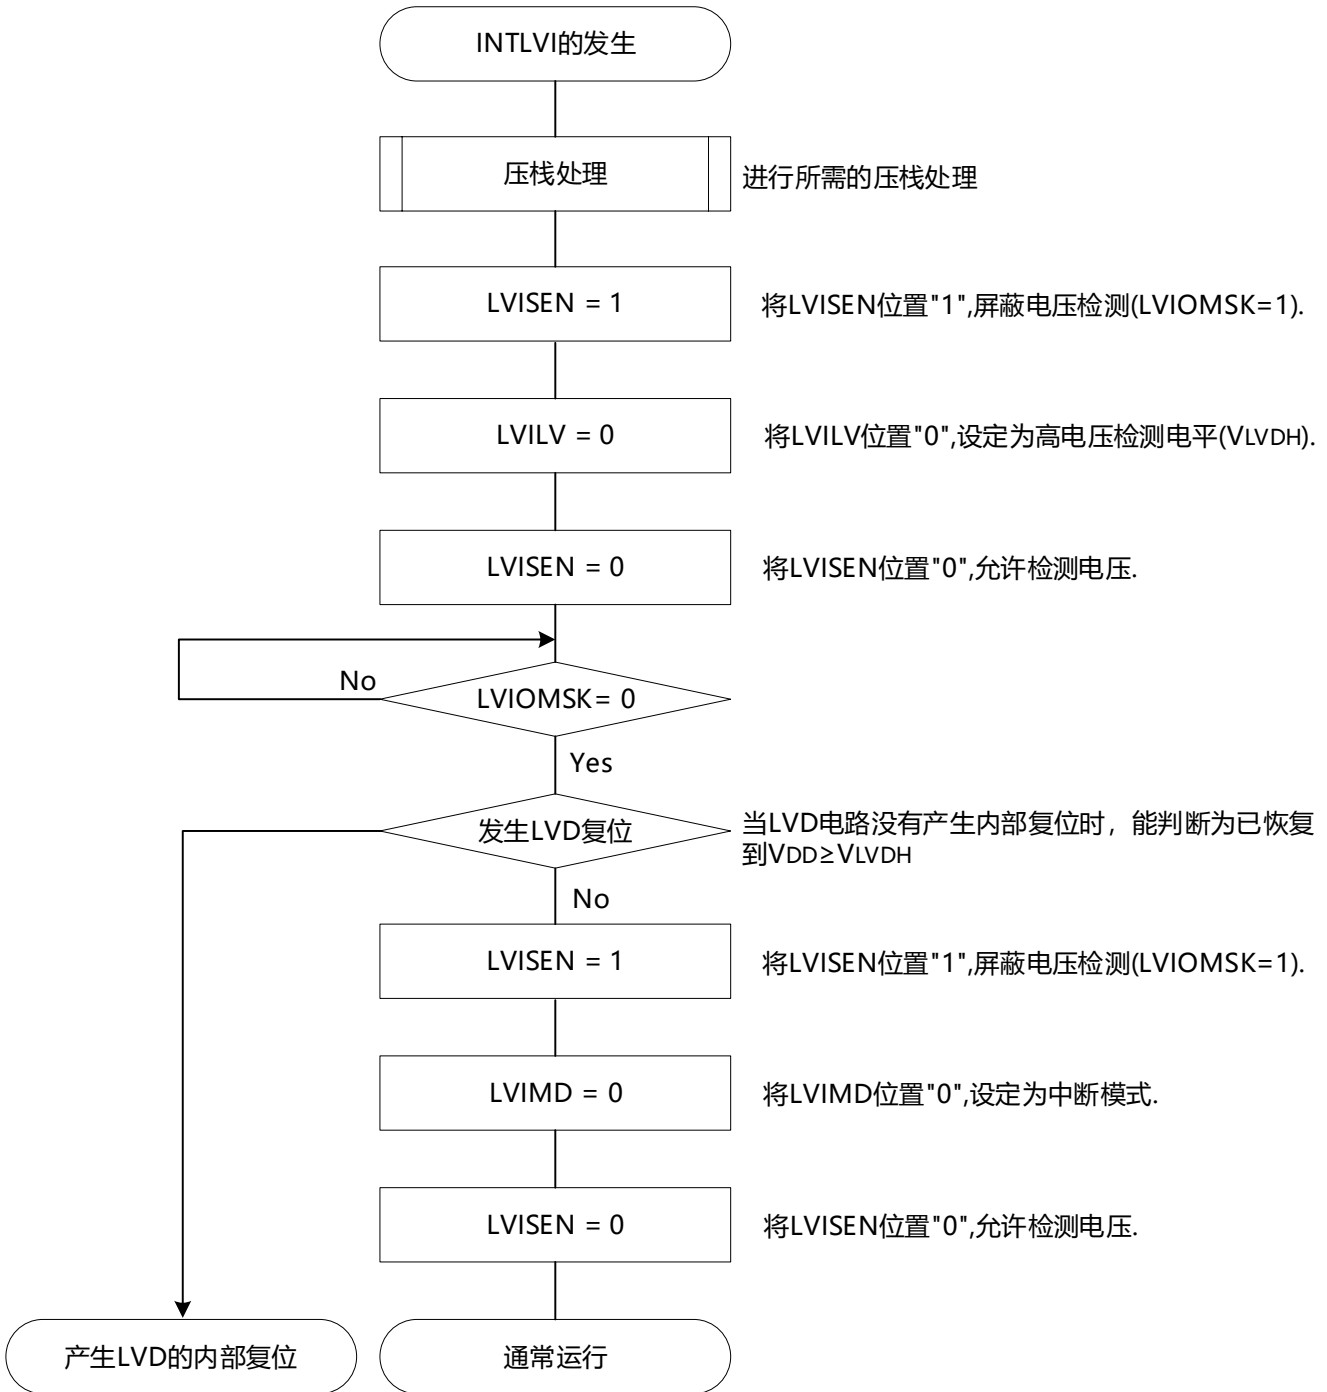 INTLVI的发生
压栈处理
进行所需的压栈处理
LVISEN = 1
将LVISEN位置"1",屏蔽电压检测(LVIOMSK=1).
LVILV = 0
将LVILV位置"0",设定为高电压检测电平(VLVDH).
LVISEN = 0
将LVISEN位置"0",允许检测电压.
No
LVIOMSK= 0
Yes
发生LVD复位
当LVD电路没有产生内部复位时，能判断为已恢复
到VDD≥VLVDH
No
LVISEN = 1
将LVISEN位置"1",屏蔽电压检测(LVIOMSK=1).
LVIMD = 0
将LVIMD位置"0",设定为中断模式.
LVISEN = 0
将LVISEN位置"0",允许检测电压.
产生LVD的内部复位
通常运行